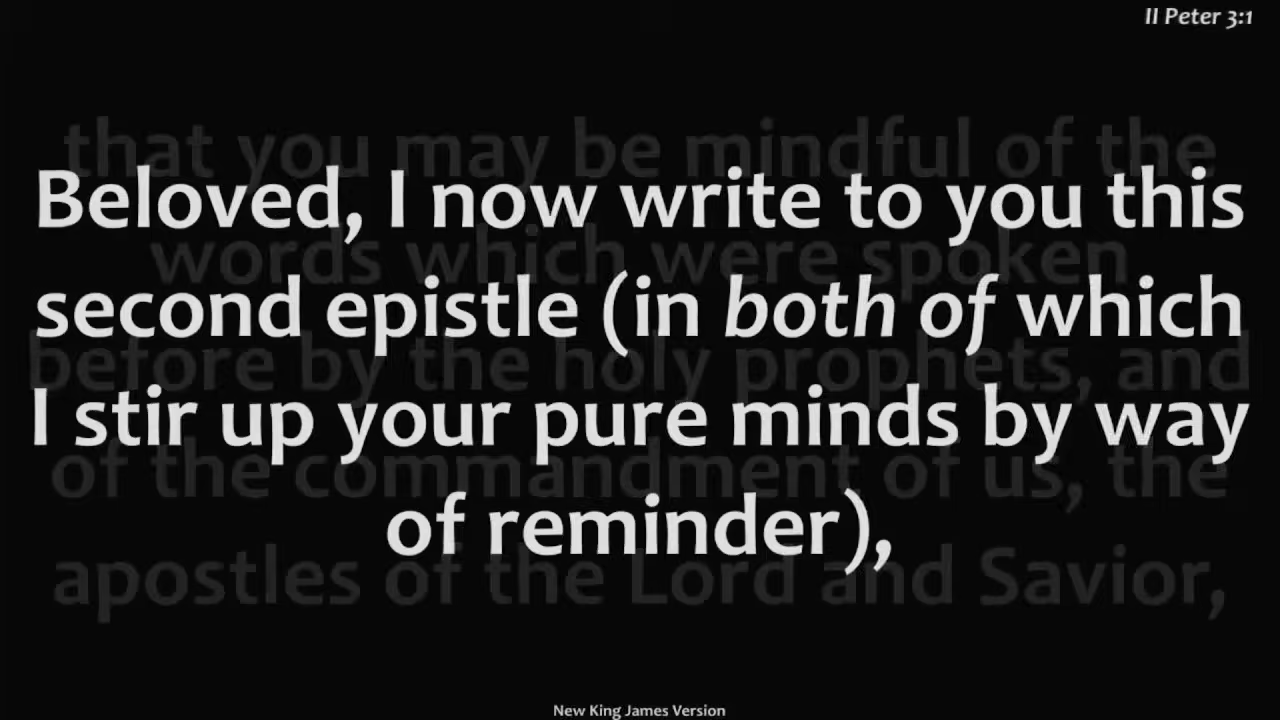 II Peter 3:1
that you may be mindful of the
Beloved, I now write to you this
words which were spoken
second epistle (in both of which
before by the holy prophets, and
I stir up your pure minds by way
of the commandment of us, the
of reminder),
apostles of the Lord and Savior,
New King James Version